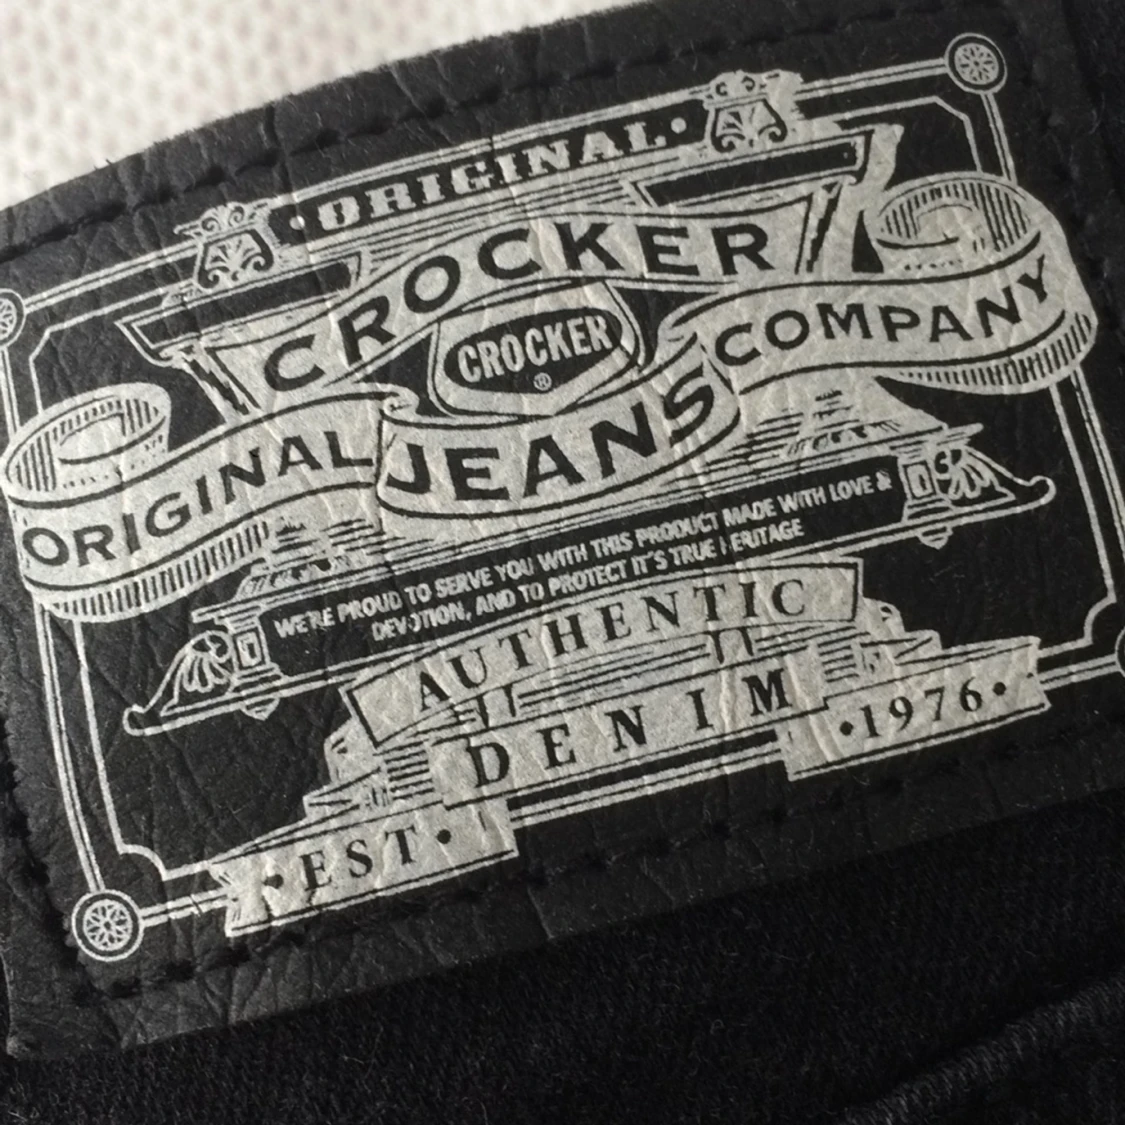 ·ORIGINAL·
CROCKER
CROCKER
®
ORIGINAL JEANS COMPANY
WE'RE PROUD TO SERVE YOU WITH THIS PRODUCT MADE WITH LOVE &
DEVOTION, AND TO PROTECT IT'S TRUE HERITAGE
AUTHENTIC
DENIM
·EST· ·1976·